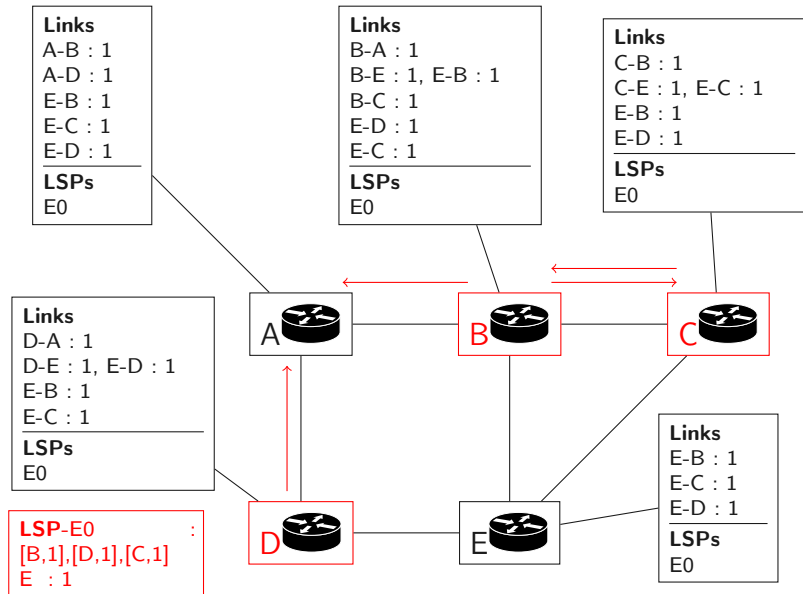 Links
A-B : 1
A-D : 1
E-B : 1
E-C : 1
E-D : 1
LSPs
E0
Links
B-A : 1
B-E : 1, E-B : 1
B-C : 1
E-D : 1
E-C : 1
LSPs
E0
Links
C-B : 1
C-E : 1, E-C : 1
E-B : 1
E-D : 1
LSPs
E0
A
B
C
Links
D-A : 1
D-E : 1, E-D : 1
E-B : 1
E-C : 1
LSPs
E0
Links
E-B : 1
E-C : 1
E-D : 1
LSPs
E0
LSP-E0 :
[B,1],[D,1],[C,1]
E : 1
D
E